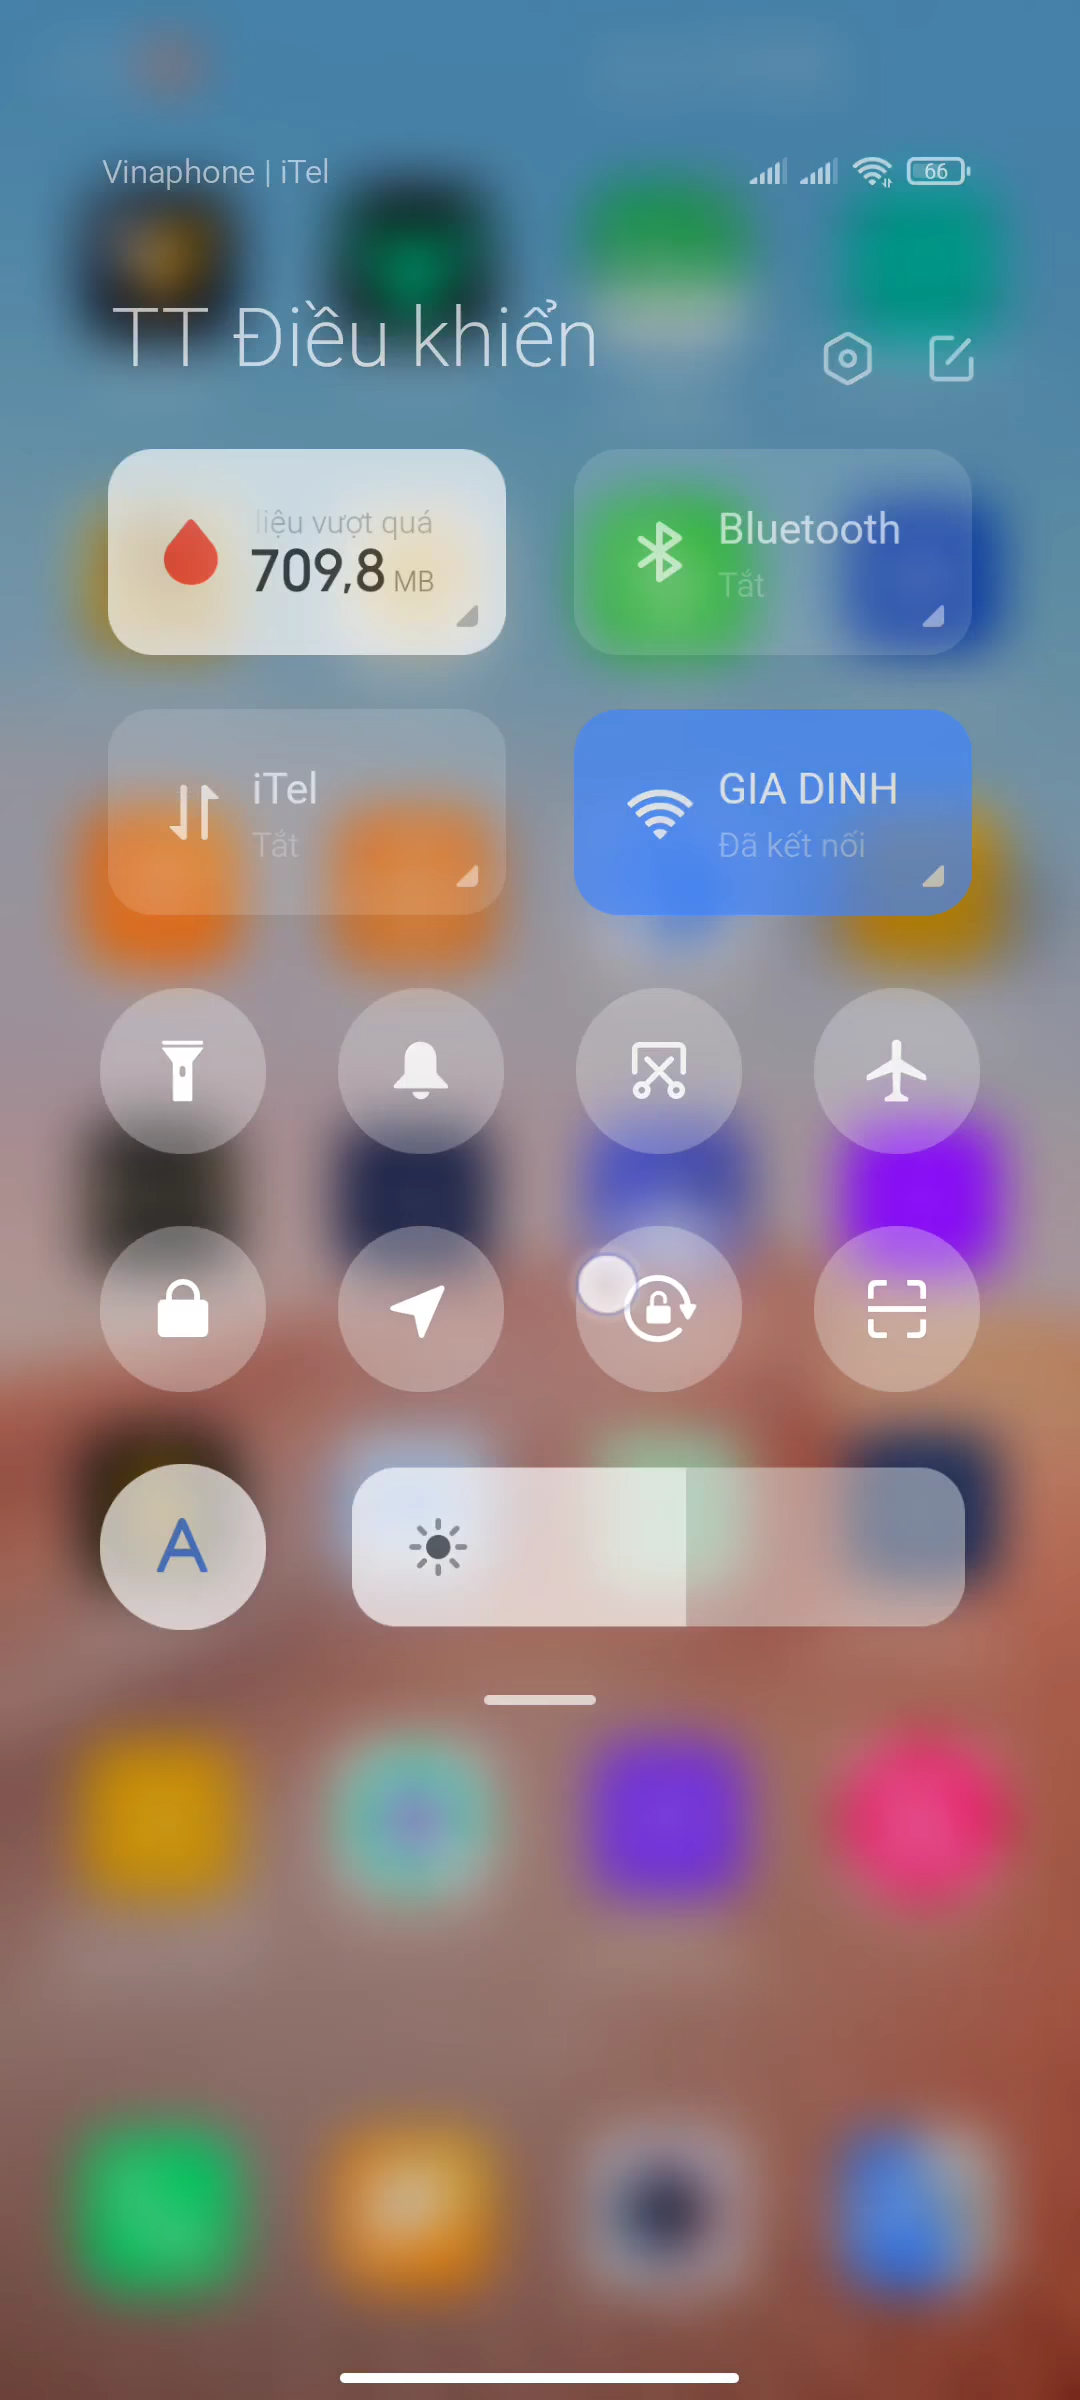 Vinaphone | iTel
66
TT Điều khiển
liệu vượt quá
709,8 MB
Bluetooth
Tắt
iTel
Tắt
GIA DINH
Đã kết nối
A